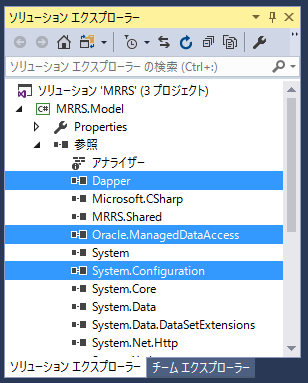 ソリューション エクスプローラー
ソリューション エクスプローラー の検索 (Ctrl+:)
ソリューション 'MRRS' (3 プロジェクト)
C# MRRS.Model
Properties
参照
アナライザー
Dapper
Microsoft.CSharp
MRRS.Shared
Oracle.ManagedDataAccess
System
System.Configuration
System.Core
System.Data
System.Data.DataSetExtensions
System.Net.Http
ソリューション エクスプローラー チーム エクスプローラー